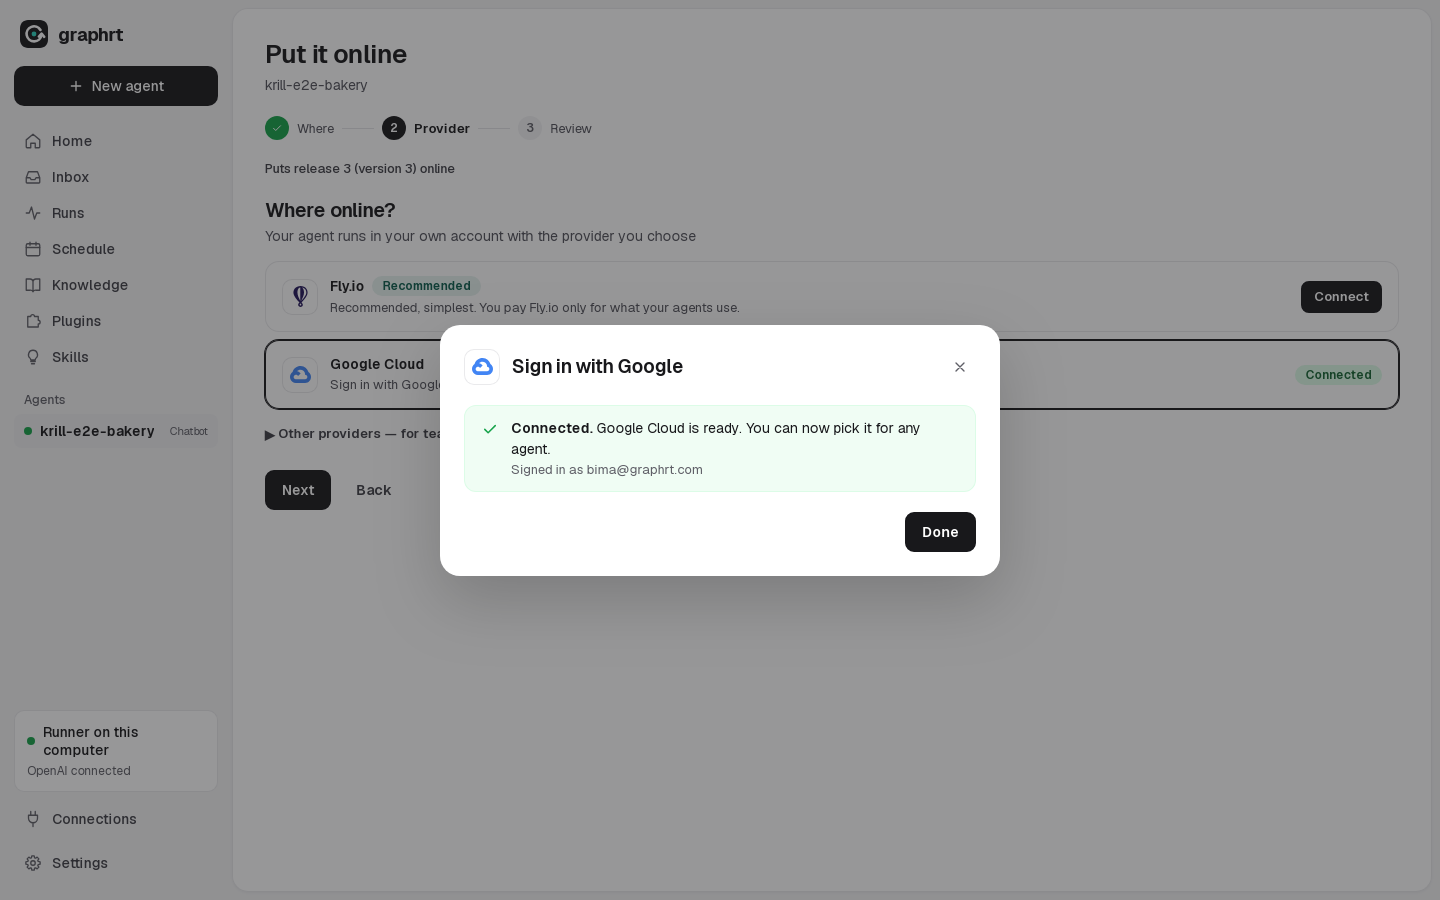 graphrt
New agent
Home
Inbox
Runs
Schedule
Knowledge
Plugins
Skills
Agents
krill-e2e-bakery Chatbot
Runner on this
computer
OpenAI connected
Connections
Settings
Put it online
krill-e2e-bakery
Where 2 Provider 3 Review
Puts release 3 (version 3) online
Where online?
Your agent runs in your own account with the provider you choose
Fly.io Recommended
Recommended, simplest. You pay Fly.io only for what your agents use.
Connect
Google Cloud
Sign in with Google
Connected
Other providers — for
Next Back
Sign in with Google
Connected. Google Cloud is ready. You can now pick it for any
agent.
Signed in as bima@graphrt.com
Done